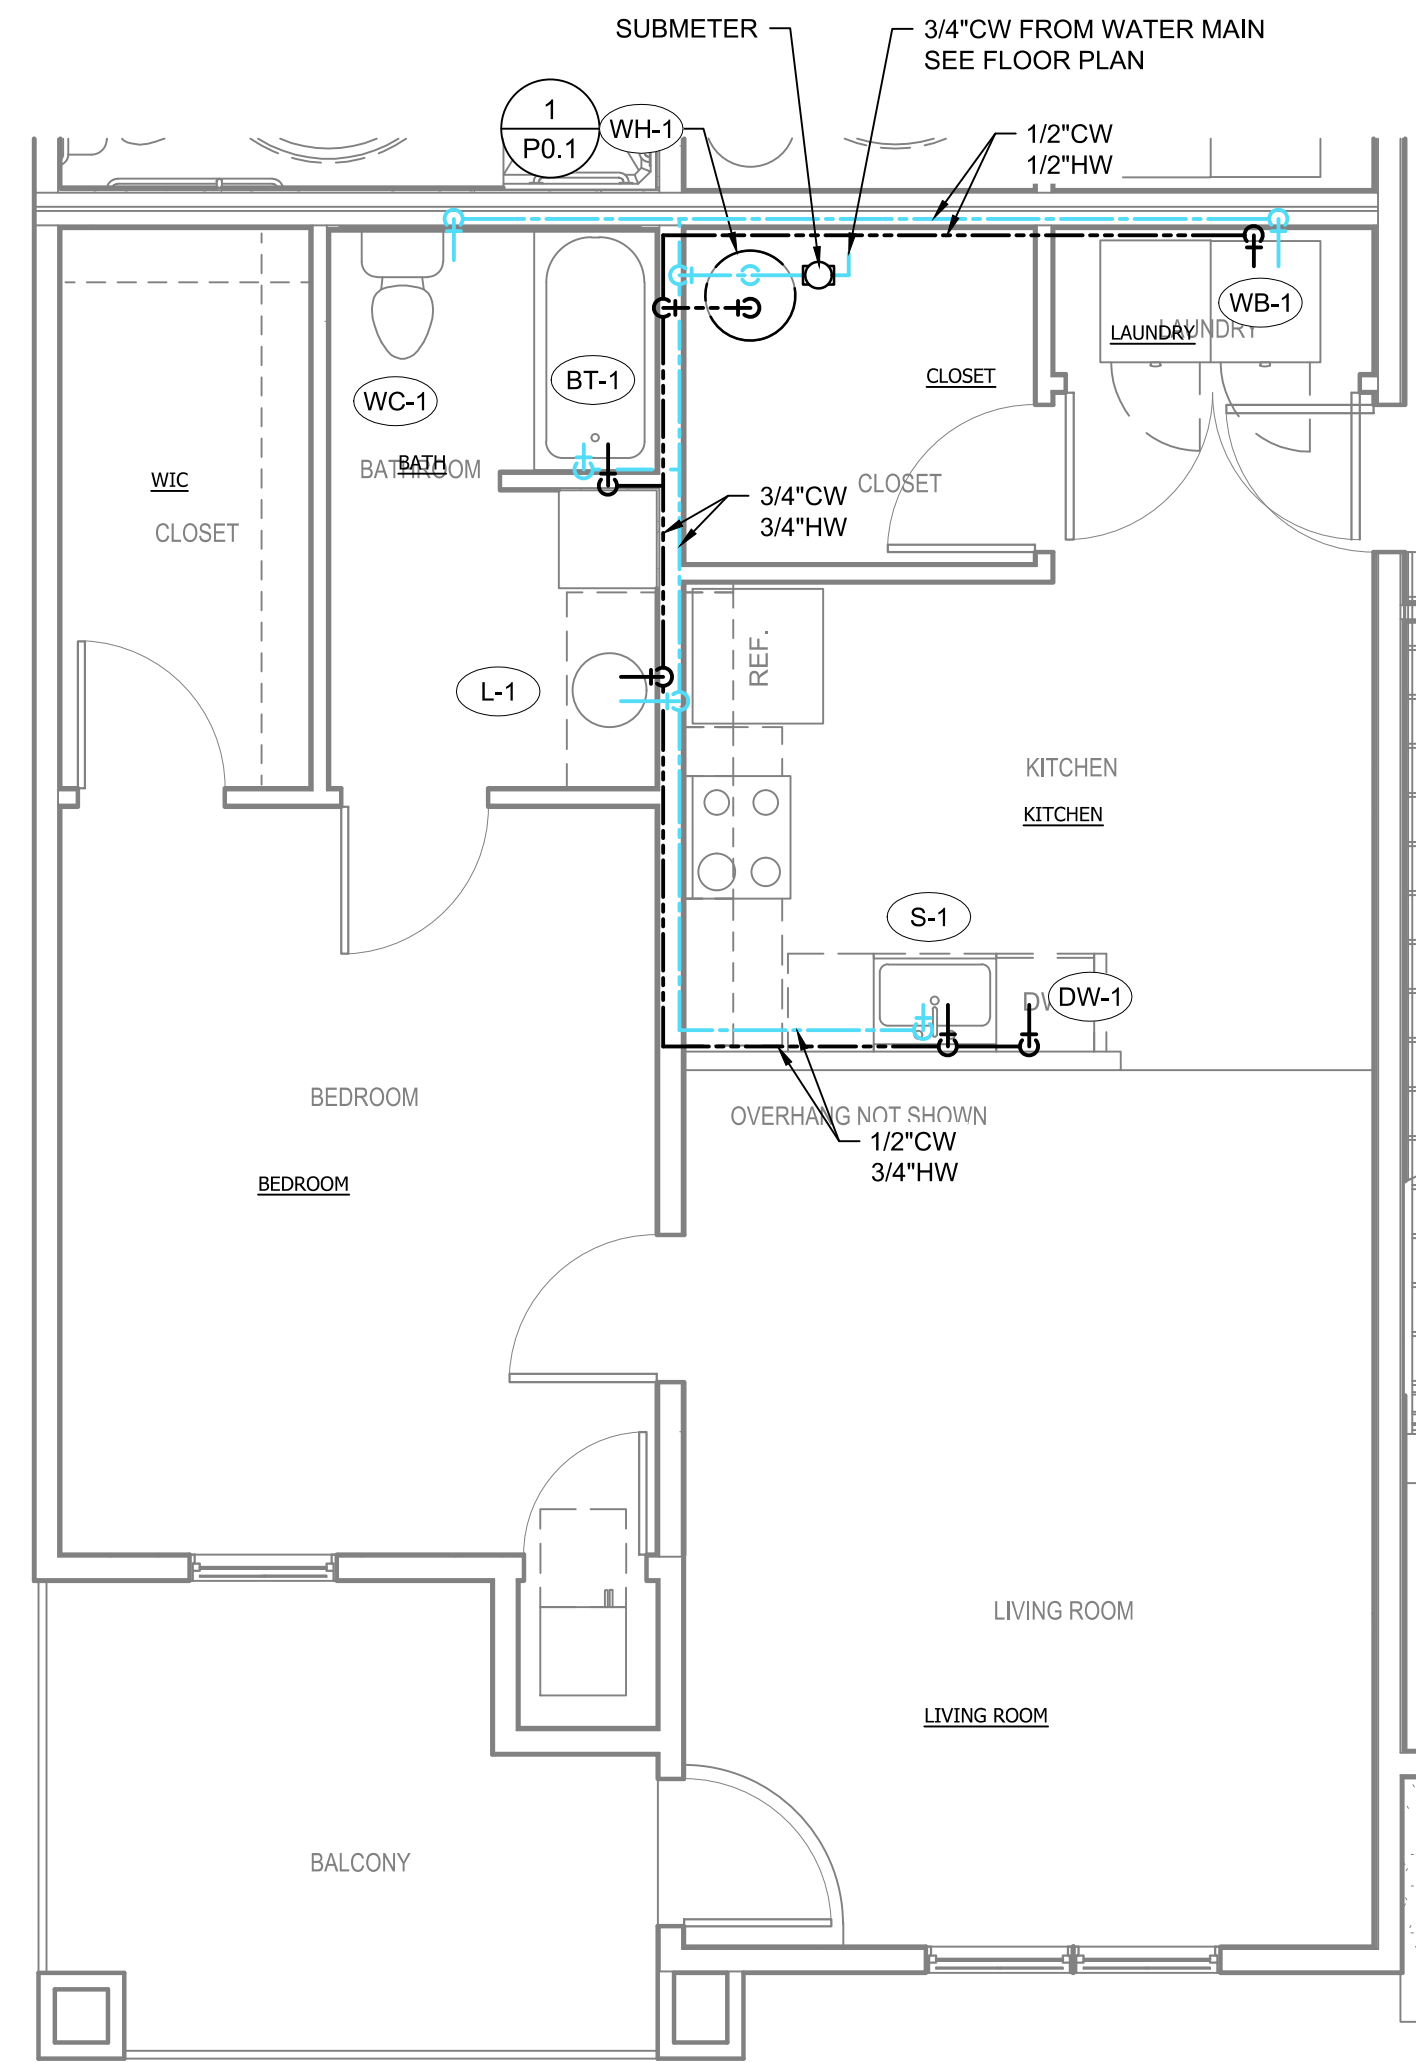 SUBMETER
3/4"CW FROM WATER MAIN
SEE FLOOR PLAN
1
P0.1
WH-1
1/2"CW
1/2"HW
WB-1
LAUNDRY
LAUNDRY
BT-1
WC-1
CLOSET
BATHROOM
BATH
WIC
CLOSET
CLOSET
3/4"CW
3/4"HW
REF.
L-1
KITCHEN
KITCHEN
S-1
DW-1
BEDROOM
OVERHANG NOT SHOWN
1/2"CW
3/4"HW
BEDROOM
LIVING ROOM
LIVING ROOM
BALCONY